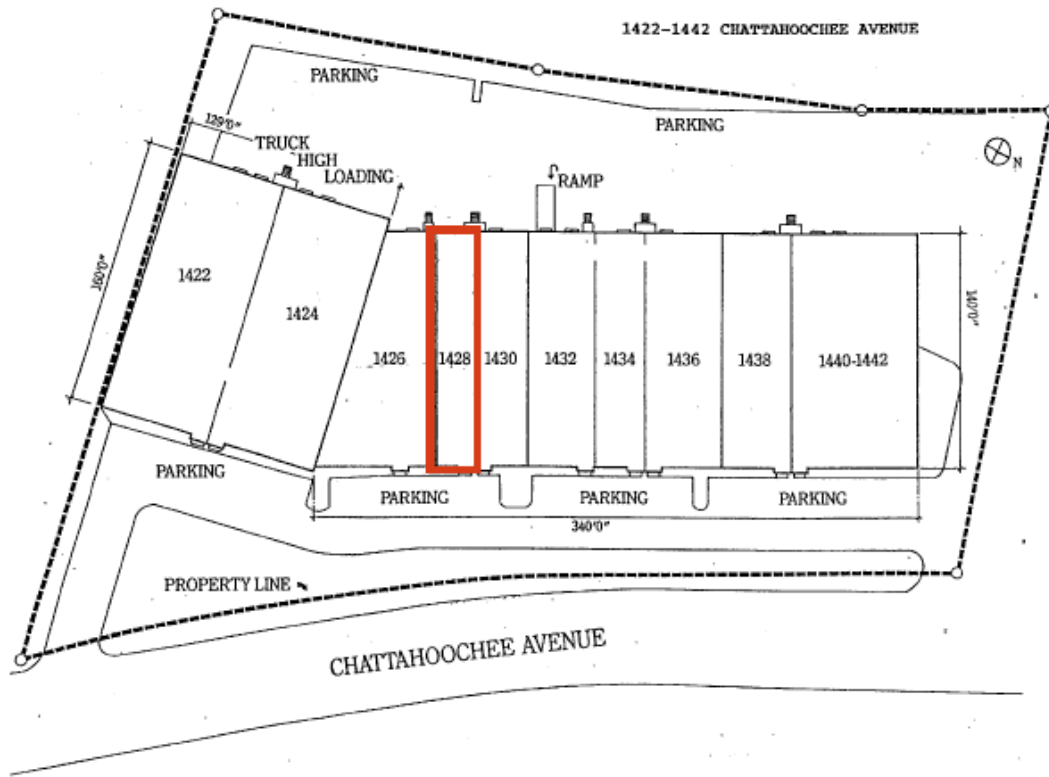 1422-1442 CHATTAHOOCHEE AVENUE
PARKING
PARKING
129'0"
TRUCK
HIGH
LOADING
N
RAMP
160'0"
1422
1424
1426
1428
1430
1432
1434
1436
1438
1440-1442
140'0"
PARKING
PARKING
PARKING
PARKING
340'0"
PROPERTY LINE
CHATTAHOOCHEE AVENUE